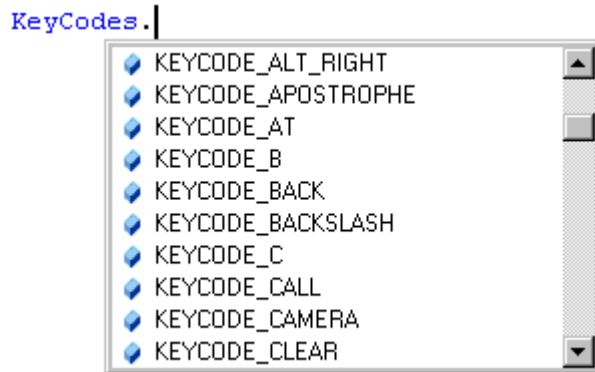 KeyCodes.
KEYCODE_ALT_RIGHT
KEYCODE_APOSTROPHE
KEYCODE_AT
KEYCODE_B
KEYCODE_BACK
KEYCODE_BACKSLASH
KEYCODE_C
KEYCODE_CALL
KEYCODE_CAMERA
KEYCODE_CLEAR